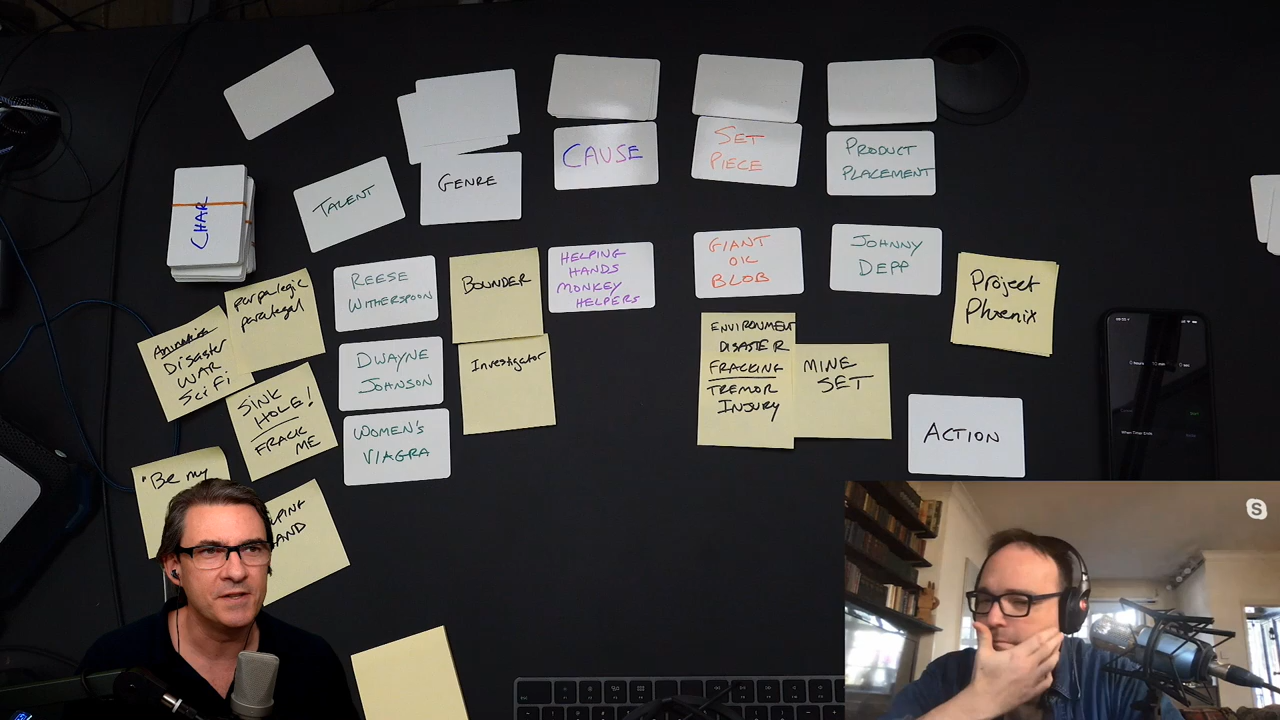 CHAR
TALENT
GENRE
CAUSE
SET
PIECE
PRODUCT
PLACEMENT
REESE
WITHERSPOON
DWAYNE
JOHNSON
WOMEN'S
VIAGRA
BOUNDER
Investigator
HELPING
HANDS
MONKEY
HELPERS
GIANT
OIL
BLOB
JOHNNY
DEPP
Project
Phoenix
ENVIRONMENT
DISASTER
FRACKING
TREMOR
INJURY
MINE
SET
ACTION
paralegal
Disaster
WAR
Sci Fi
SINK
HOLE!
FRACK
ME
"Be my